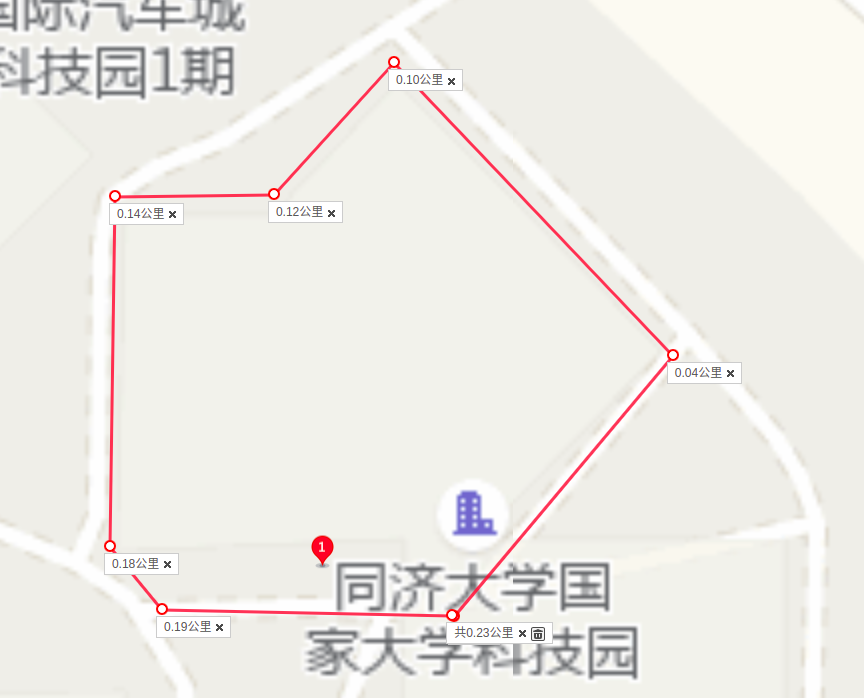 国际汽车城
科技园1期
0.10公里
0.14公里
0.12公里
0.04公里
1
0.18公里
同济大学国
家大学科技园
0.19公里
共0.23公里